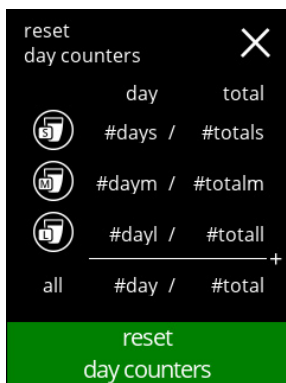 reset
day counters
day total
S #days / #totals
M #daym / #totalm
L #dayl / #totall
+
all #day / #total
reset
day counters